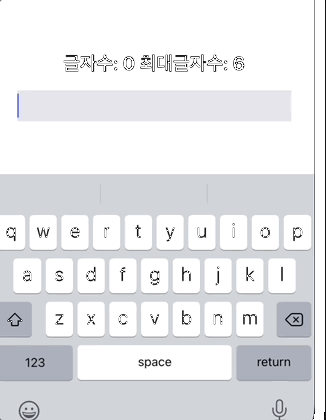 글자수: 0 최대글자수: 6
q w e r t y u i o p
a s d f g h j k l
z x c v b n m
123 space return